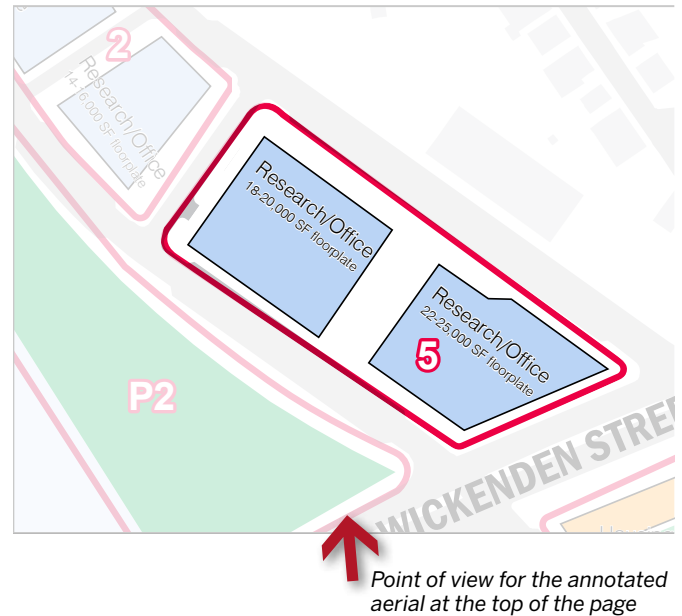 2
Research/Office
14-16.000 SF floorplate
Research/Office
18-20.000 SF floorplate
Research/Office
22-25.000 SF floorplate
5
P2
WICKENDEN STREE
Point of view for the annotated
aerial at the top of the page